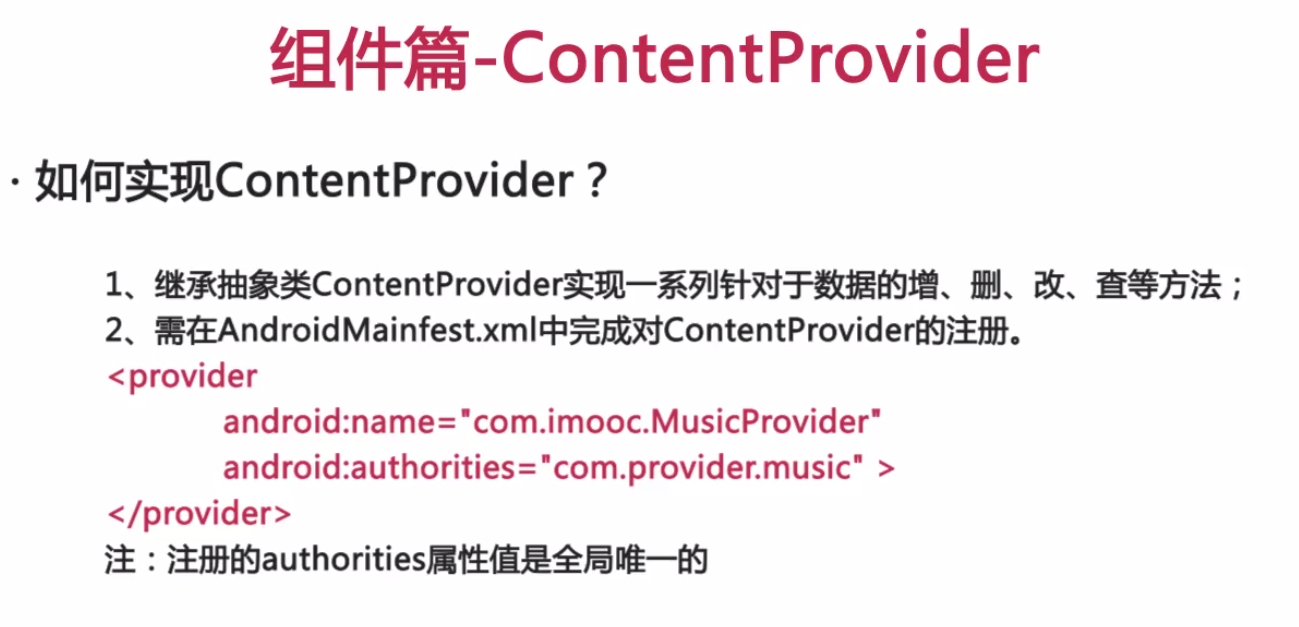 组件篇-ContentProvider
· 如何实现ContentProvider？
1、继承抽象类ContentProvider实现一系列针对于数据的增、删、改、查等方法；
2、需在AndroidMainfest.xml中完成对ContentProvider的注册。
<provider
android:name="com.imooc.MusicProvider"
android:authorities="com.provider.music" >
</provider>
注：注册的authorities属性值是全局唯一的